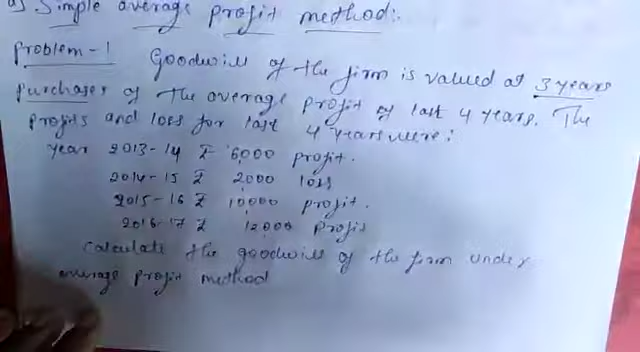 a) Simple average profit method:-
Problem-1 Goodwill of the firm is valued at 3 years
purchases of the average profit of last 4 years. The
profits and loss for last 4 years were:
year 2013-14 ₹ 6000 profit.
2014-15 ₹ 2000 loss
2015-16 ₹ 10000 profit.
2016-17 ₹ 12000 profit
Calculate the goodwill of the firm under
average profit method